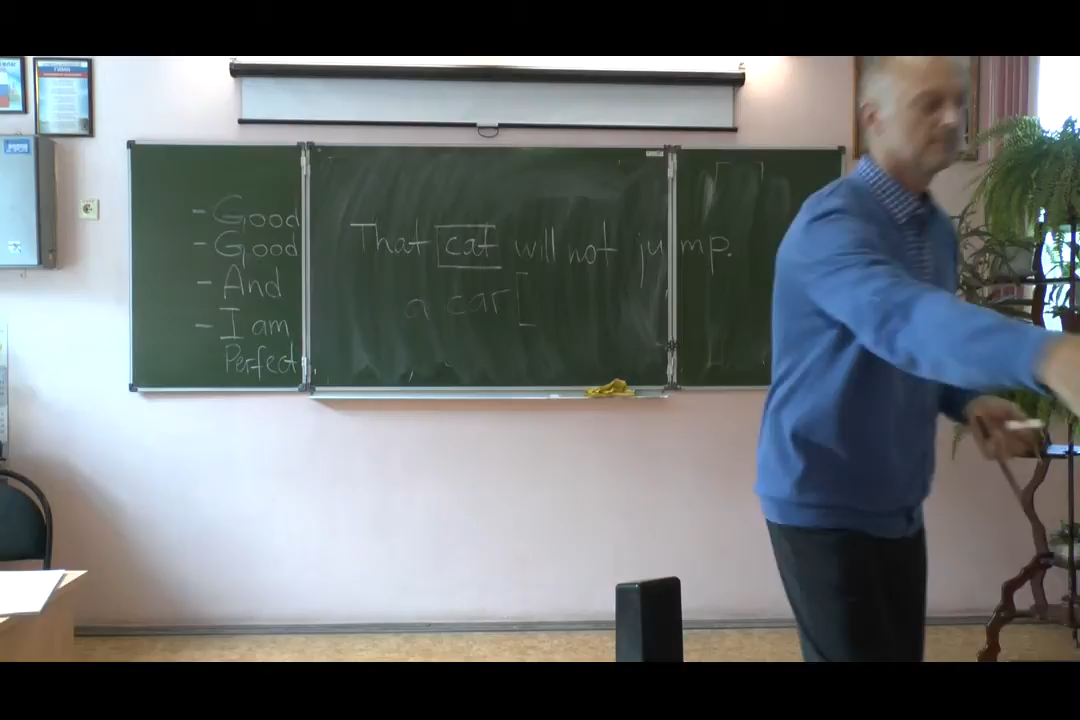 - Good
- Good
- And
- I am
Perfect
That cat will not jump.
a car [